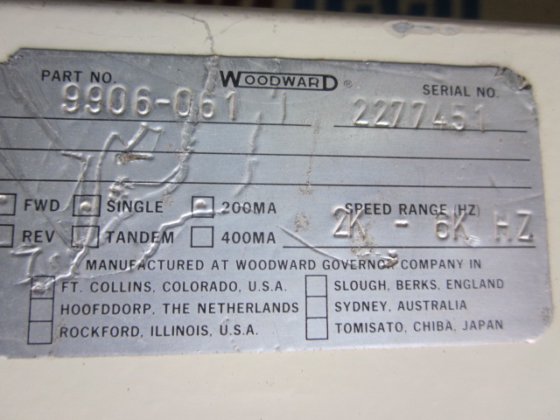 WOODWARD®
PART NO. SERIAL NO.
9906-061 2277451
FWD SINGLE 200MA SPEED RANGE (HZ)
REV TANDEM 400MA 2K - 6K HZ
MANUFACTURED AT WOODWARD GOVERNOR COMPANY IN
FT. COLLINS, COLORADO, U.S.A. SLOUGH, BERKS, ENGLAND
HOOFDDORP, THE NETHERLANDS SYDNEY, AUSTRALIA
ROCKFORD, ILLINOIS, U.S.A. TOMISATO, CHIBA, JAPAN